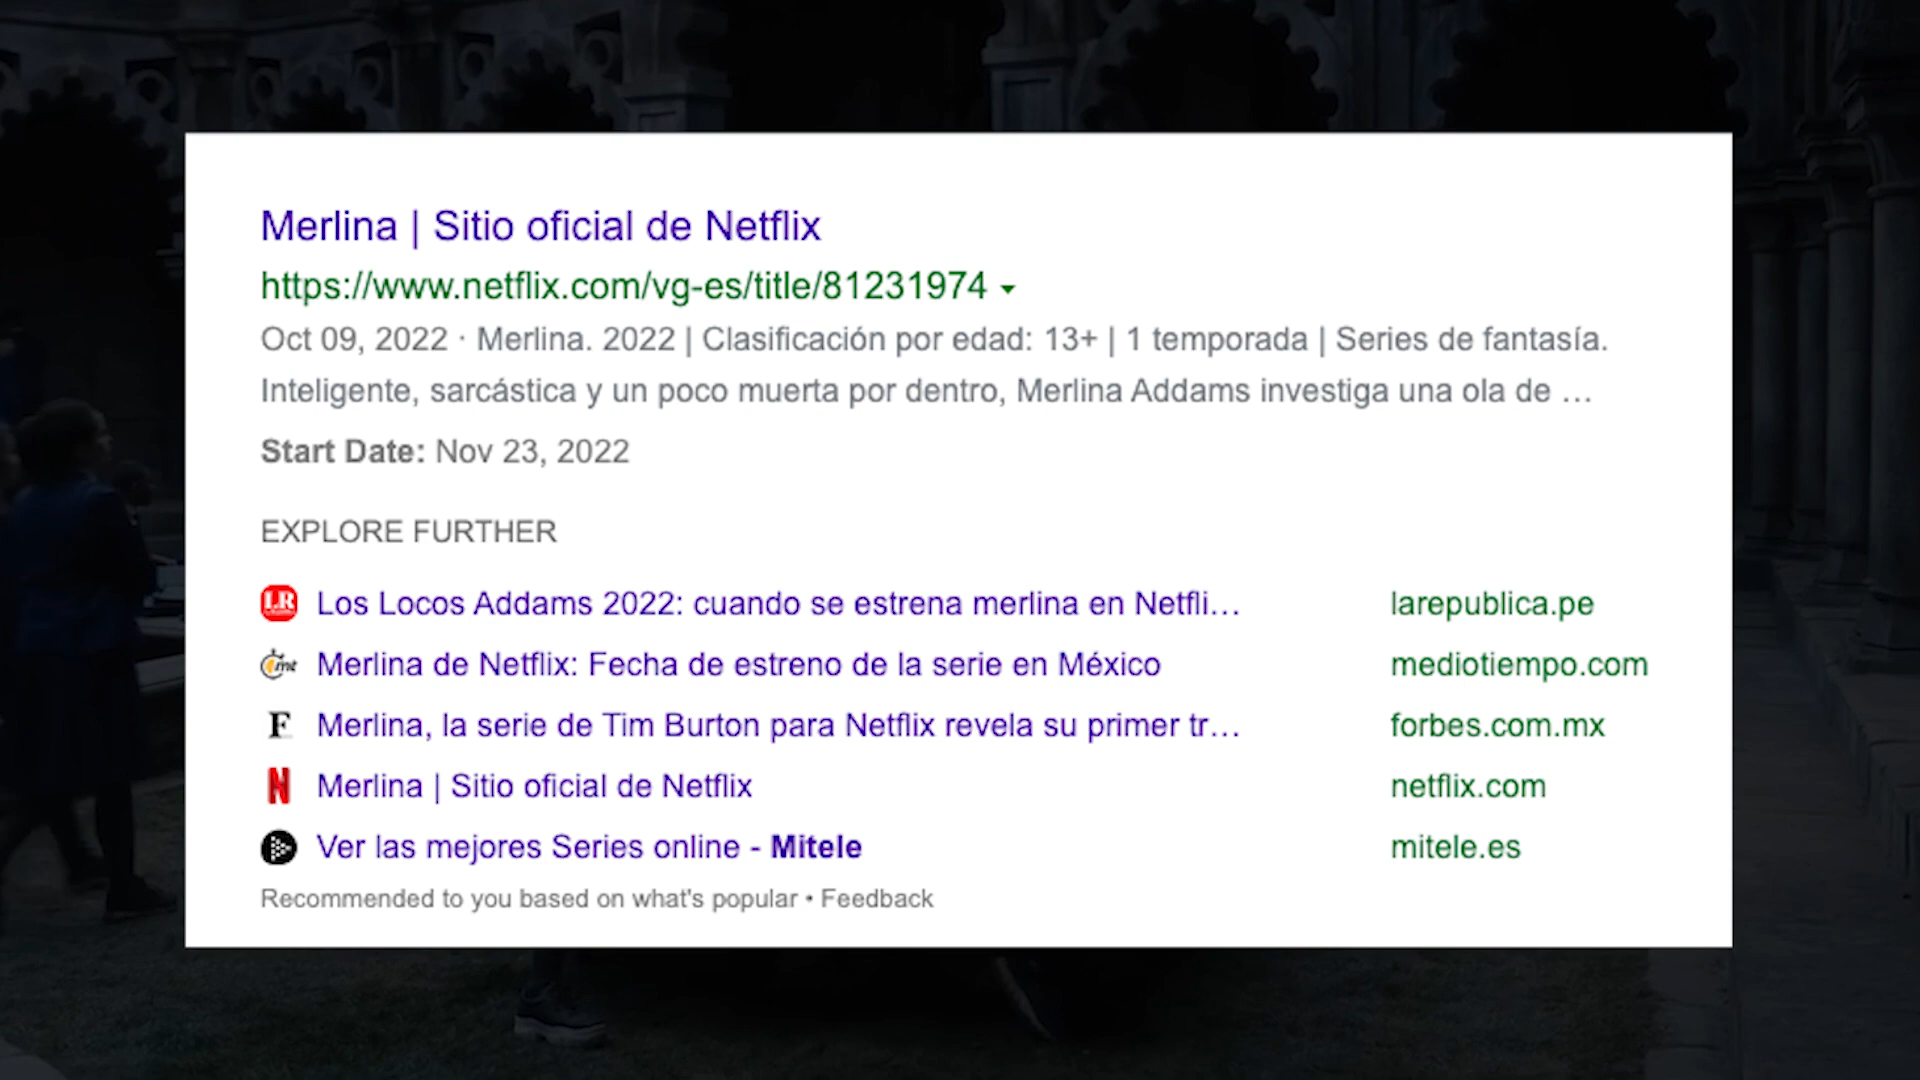 Merlina | Sitio oficial de Netflix
https://www.netflix.com/vg-es/title/81231974
Oct 09, 2022 · Merlina. 2022 | Clasificación por edad: 13+ | 1 temporada | Series de fantasía.
Inteligente, sarcástica y un poco muerta por dentro, Merlina Addams investiga una ola de ...
Start Date: Nov 23, 2022
EXPLORE FURTHER
LR Los Locos Addams 2022: cuando se estrena merlina en Netfli... larepublica.pe
mt Merlina de Netflix: Fecha de estreno de la serie en México mediotiempo.com
F Merlina, la serie de Tim Burton para Netflix revela su primer tr... forbes.com.mx
N Merlina | Sitio oficial de Netflix netflix.com
Ver las mejores Series online - Mitele mitele.es
Recommended to you based on what's popular • Feedback